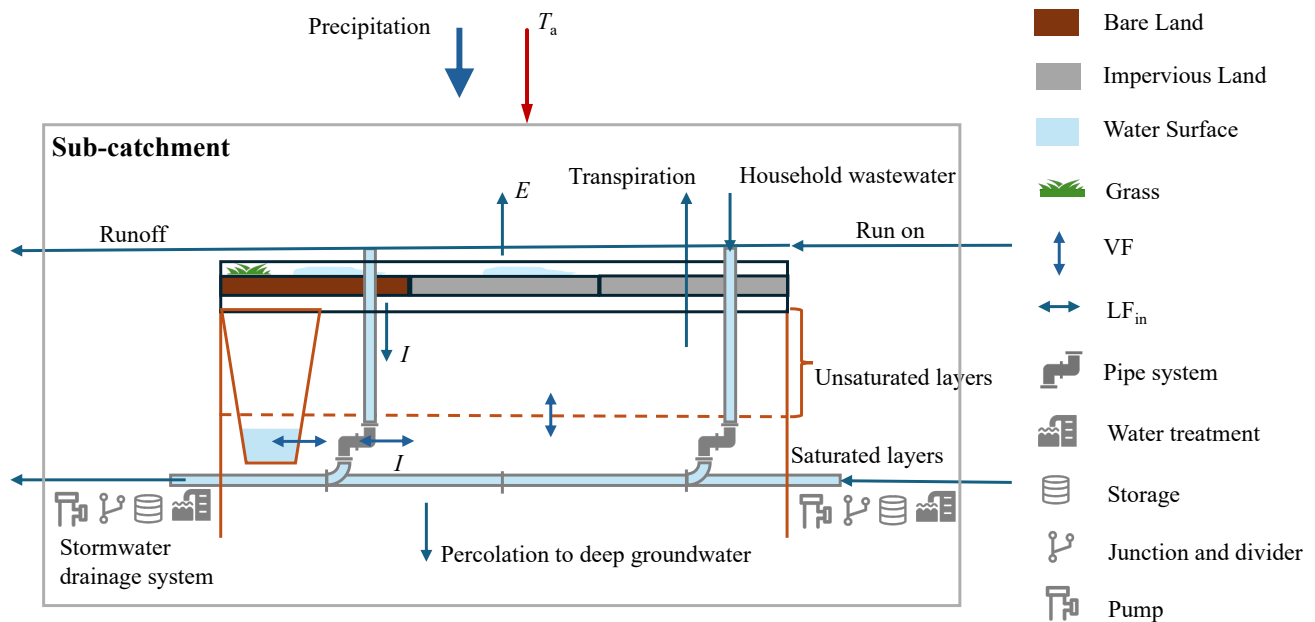 Precipitation
Tₐ
Sub-catchment
E
Transpiration
Household wastewater
Runoff
Run on
I
Unsaturated layers
I
Saturated layers
Stormwater
drainage system
Percolation to deep groundwater
Bare Land
Impervious Land
Water Surface
Grass
VF
LFin
Pipe system
Water treatment
Storage
Junction and divider
Pump